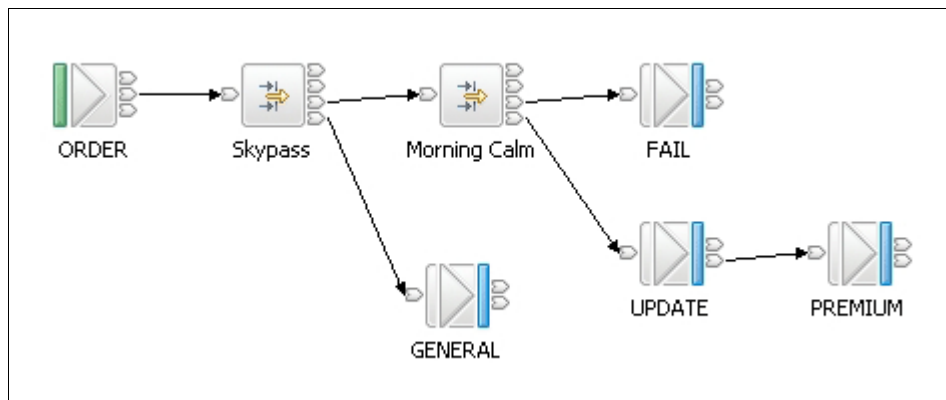 ORDER
Skypass
Morning Calm
FAIL
GENERAL
UPDATE
PREMIUM